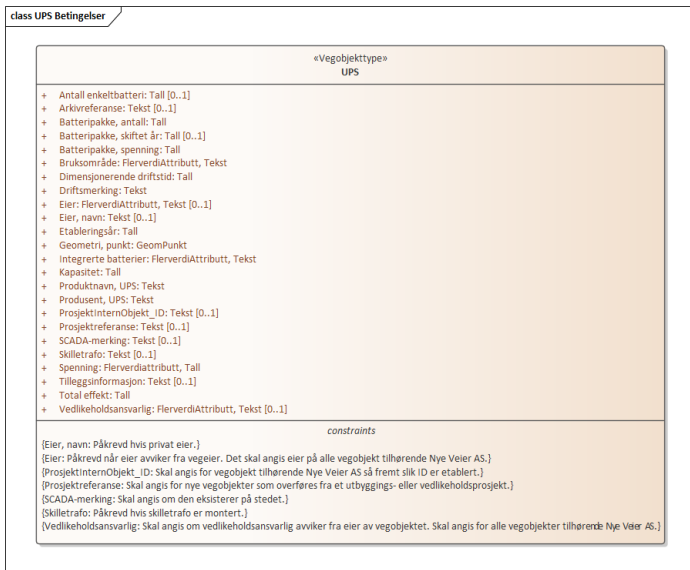 class UPS Betingelser
«Vegobjekttype»
UPS
+ Antall enkeltbatteri: Tall [0..1]
+ Arkivreferanse: Tekst [0..1]
+ Batteripakke, antall: Tall
+ Batteripakke, skiftet år: Tall [0..1]
+ Batteripakke, spenning: Tall
+ Bruksområde: FlerverdiAttributt, Tekst
+ Dimensjonerende driftstid: Tall
+ Driftsmerking: Tekst
+ Eier: FlerverdiAttributt, Tekst [0..1]
+ Eier, navn: Tekst [0..1]
+ Etableringsår: Tall
+ Geometri, punkt: GeomPunkt
+ Integrerte batterier: FlerverdiAttributt, Tekst
+ Kapasitet: Tall
+ Produktnavn, UPS: Tekst
+ Produsent, UPS: Tekst
+ ProsjektInternObjekt_ID: Tekst [0..1]
+ Prosjektreferanse: Tekst [0..1]
+ SCADA-merking: Tekst [0..1]
+ Skilletrafo: Tekst [0..1]
+ Spenning: Flerverdiattributt, Tall
+ Tilleggsinformasjon: Tekst [0..1]
+ Total effekt: Tall
+ Vedlikeholdsansvarlig: FlerverdiAttributt, Tekst [0..1]
constraints
{Eier, navn: Påkrevd hvis privat eier.}
{Eier: Påkrevd når eier avviker fra vegeier. Det skal angis eier på alle vegobjekt tilhørende Nye Veier AS.}
{ProsjektInternObjekt_ID: Skal angis for vegobjekt tilhørende Nye Veier AS så fremt slik ID er etablert.}
{Prosjektreferanse: Skal angis for nye vegobjekter som overføres fra et utbyggings- eller vedlikeholdsprosjekt.}
{SCADA-merking: Skal angis om den eksisterer på stedet.}
{Skilletrafo: Påkrevd hvis skilletrafo er montert.}
{Vedlikeholdsansvarlig: Skal angis om vedlikeholdsansvarlig avviker fra eier av vegobjektet. Skal angis for alle vegobjekter tilhørende Nye Veier AS.}